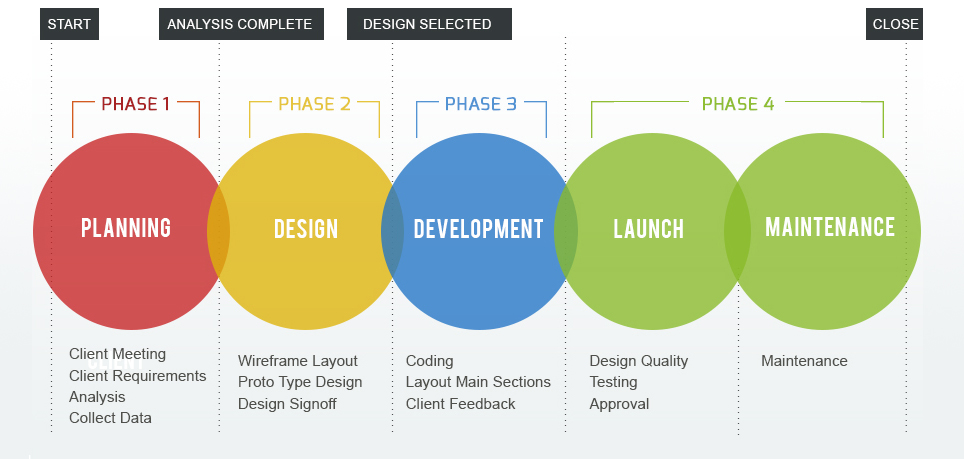 START
ANALYSIS COMPLETE
DESIGN SELECTED
CLOSE
PHASE 1
PHASE 2
PHASE 3
PHASE 4
PLANNING
DESIGN
DEVELOPMENT
LAUNCH
MAINTENANCE
Client Meeting
Client Requirements
Analysis
Collect Data
Wireframe Layout
Proto Type Design
Design Signoff
Coding
Layout Main Sections
Client Feedback
Design Quality
Testing
Approval
Maintenance